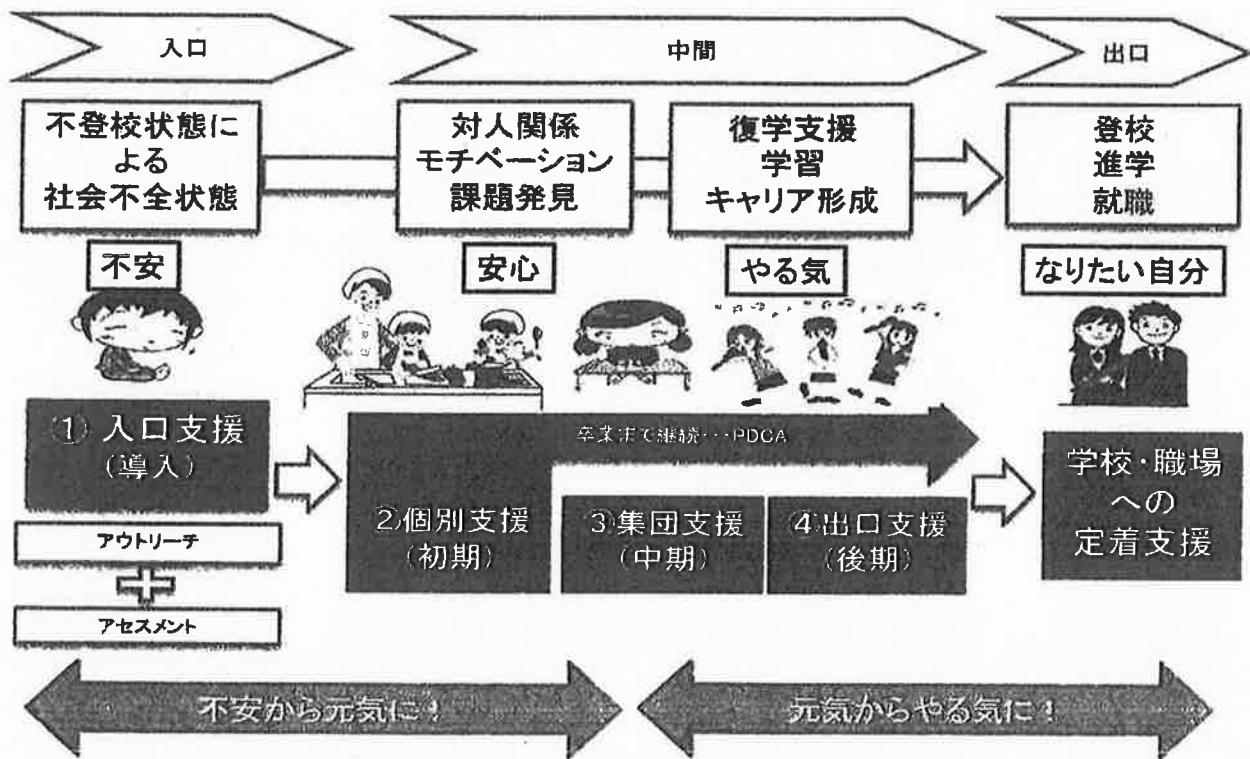 入口
中間
出口
不登校状態に
よる
社会不全状態
対人関係
モチベーション
課題発見
復学支援
学習
キャリア形成
登校
進学
就職
不安
安心
やる気
なりたい自分
① 入口支援
(導入)
卒業まで継続・・・PDCA
②個別支援
(初期)
③集団支援
(中期)
④出口支援
(後期)
学校・職場
への
定着支援
アウトリーチ
アセスメント
不安から元気に!
元気からやる気に!